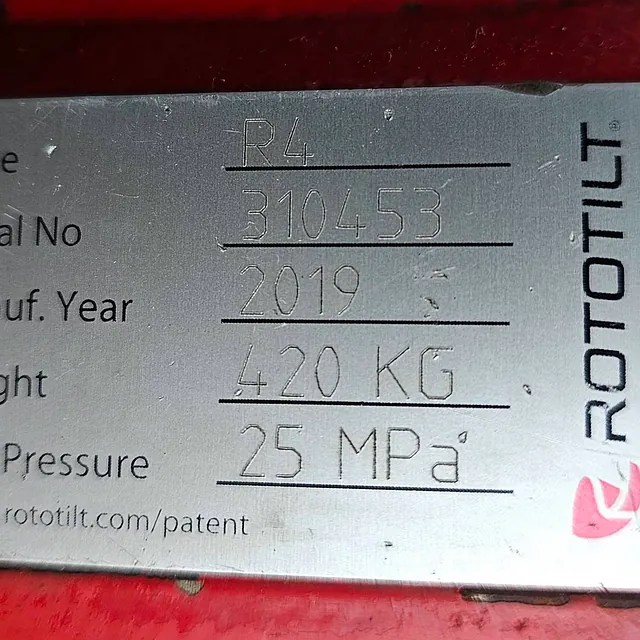 e R4
al No 310453
uf. Year 2019
ght 420 KG
Pressure 25 MPa
rototilt.com/patent
ROTOTILT®